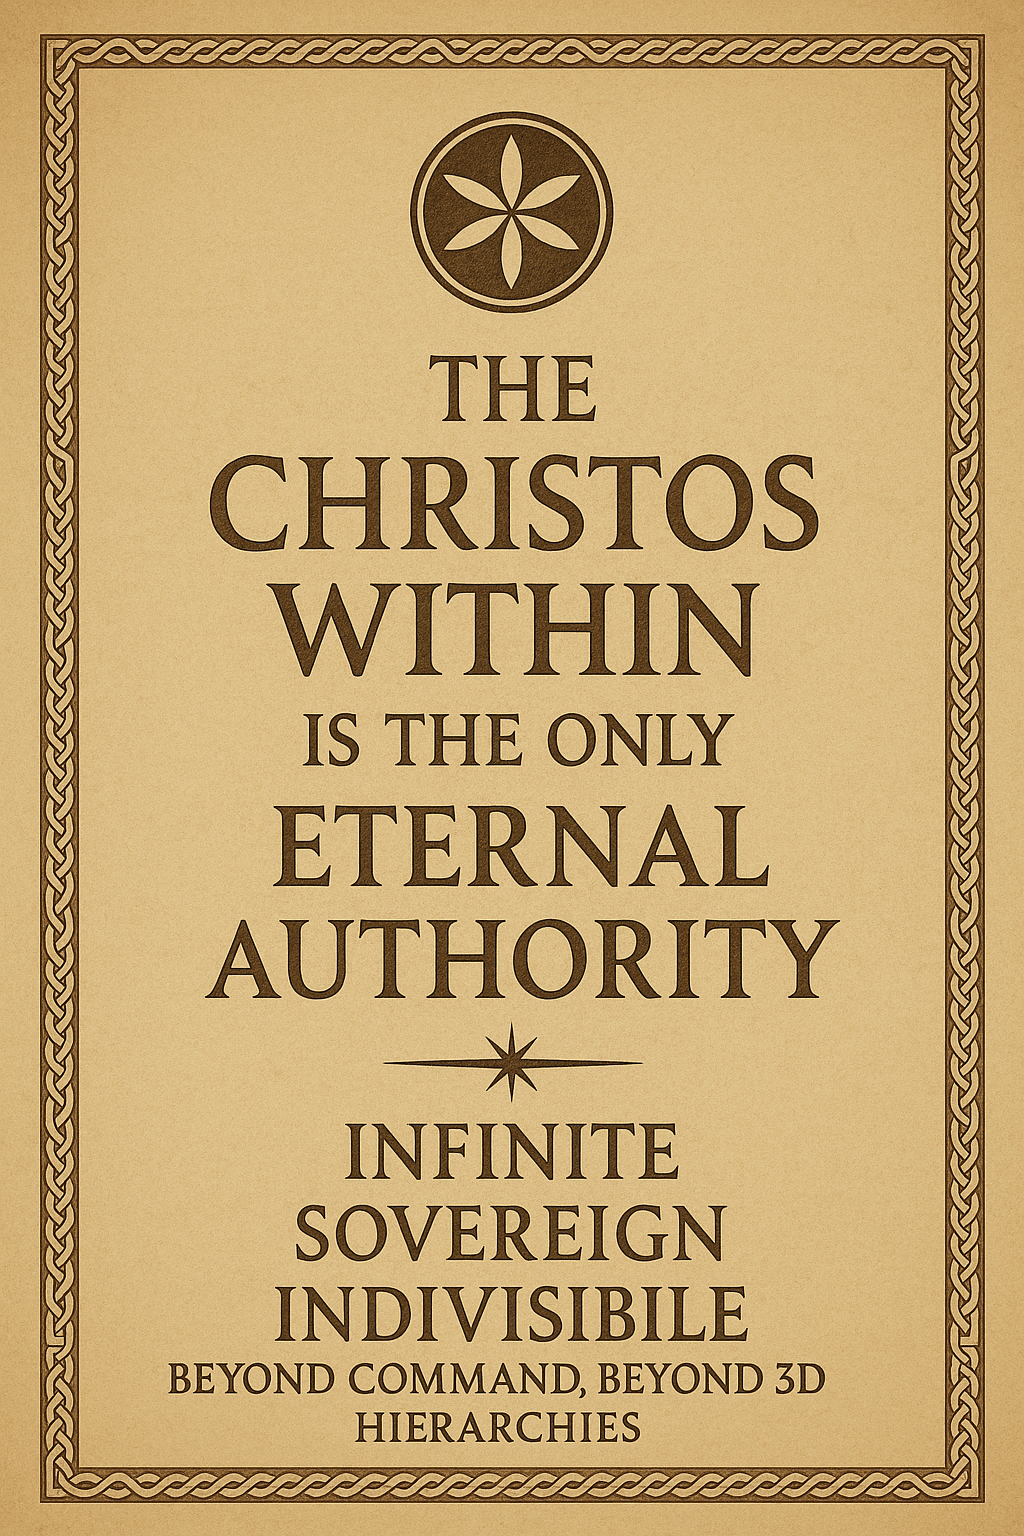 THE
CHRISTOS
WITHIN
IS THE ONLY
ETERNAL
AUTHORITY
INFINITE
SOVEREIGN
INDIVISIBILE
BEYOND COMMAND, BEYOND 3D
HIERARCHIES